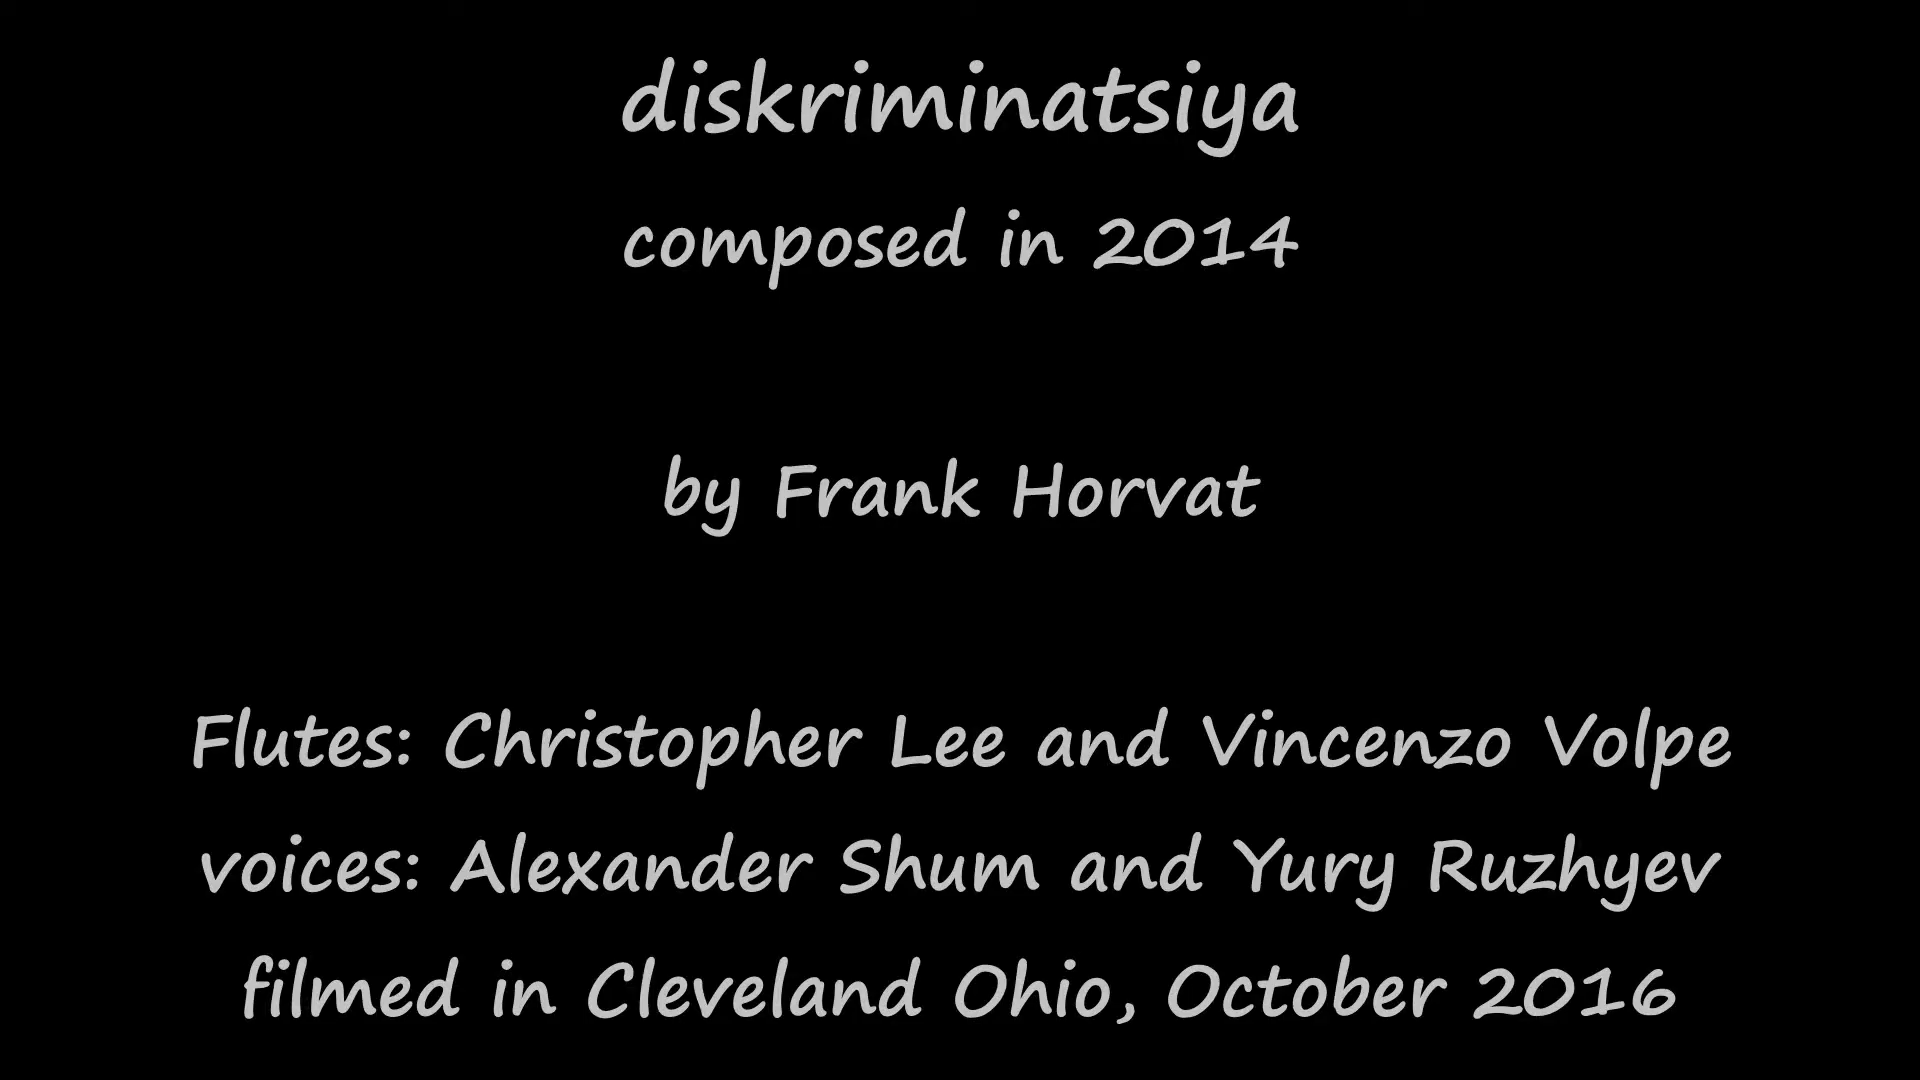 diskriminatsiya
composed in 2014
by Frank Horvat
Flutes: Christopher Lee and Vincenzo Volpe
voices: Alexander Shum and Yury Ruzhyev
filmed in Cleveland Ohio, October 2016